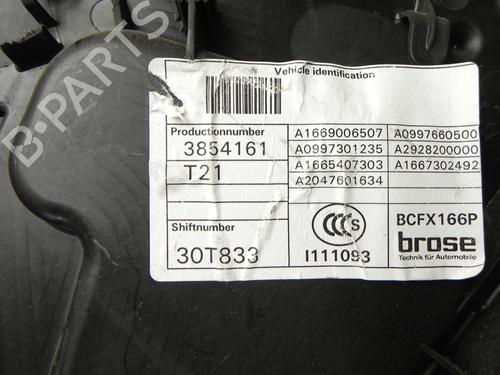 B-PARTS
Vehicle identification
Productionnumber
3854161
T21
Shiftnumber
30T833
A1669006507 A0997660500
A0997301235 A2928200000
A1665407303 A1667302492
A2047601634
CCC S
I111093
BCFX166P
brose
Technik für Automobile